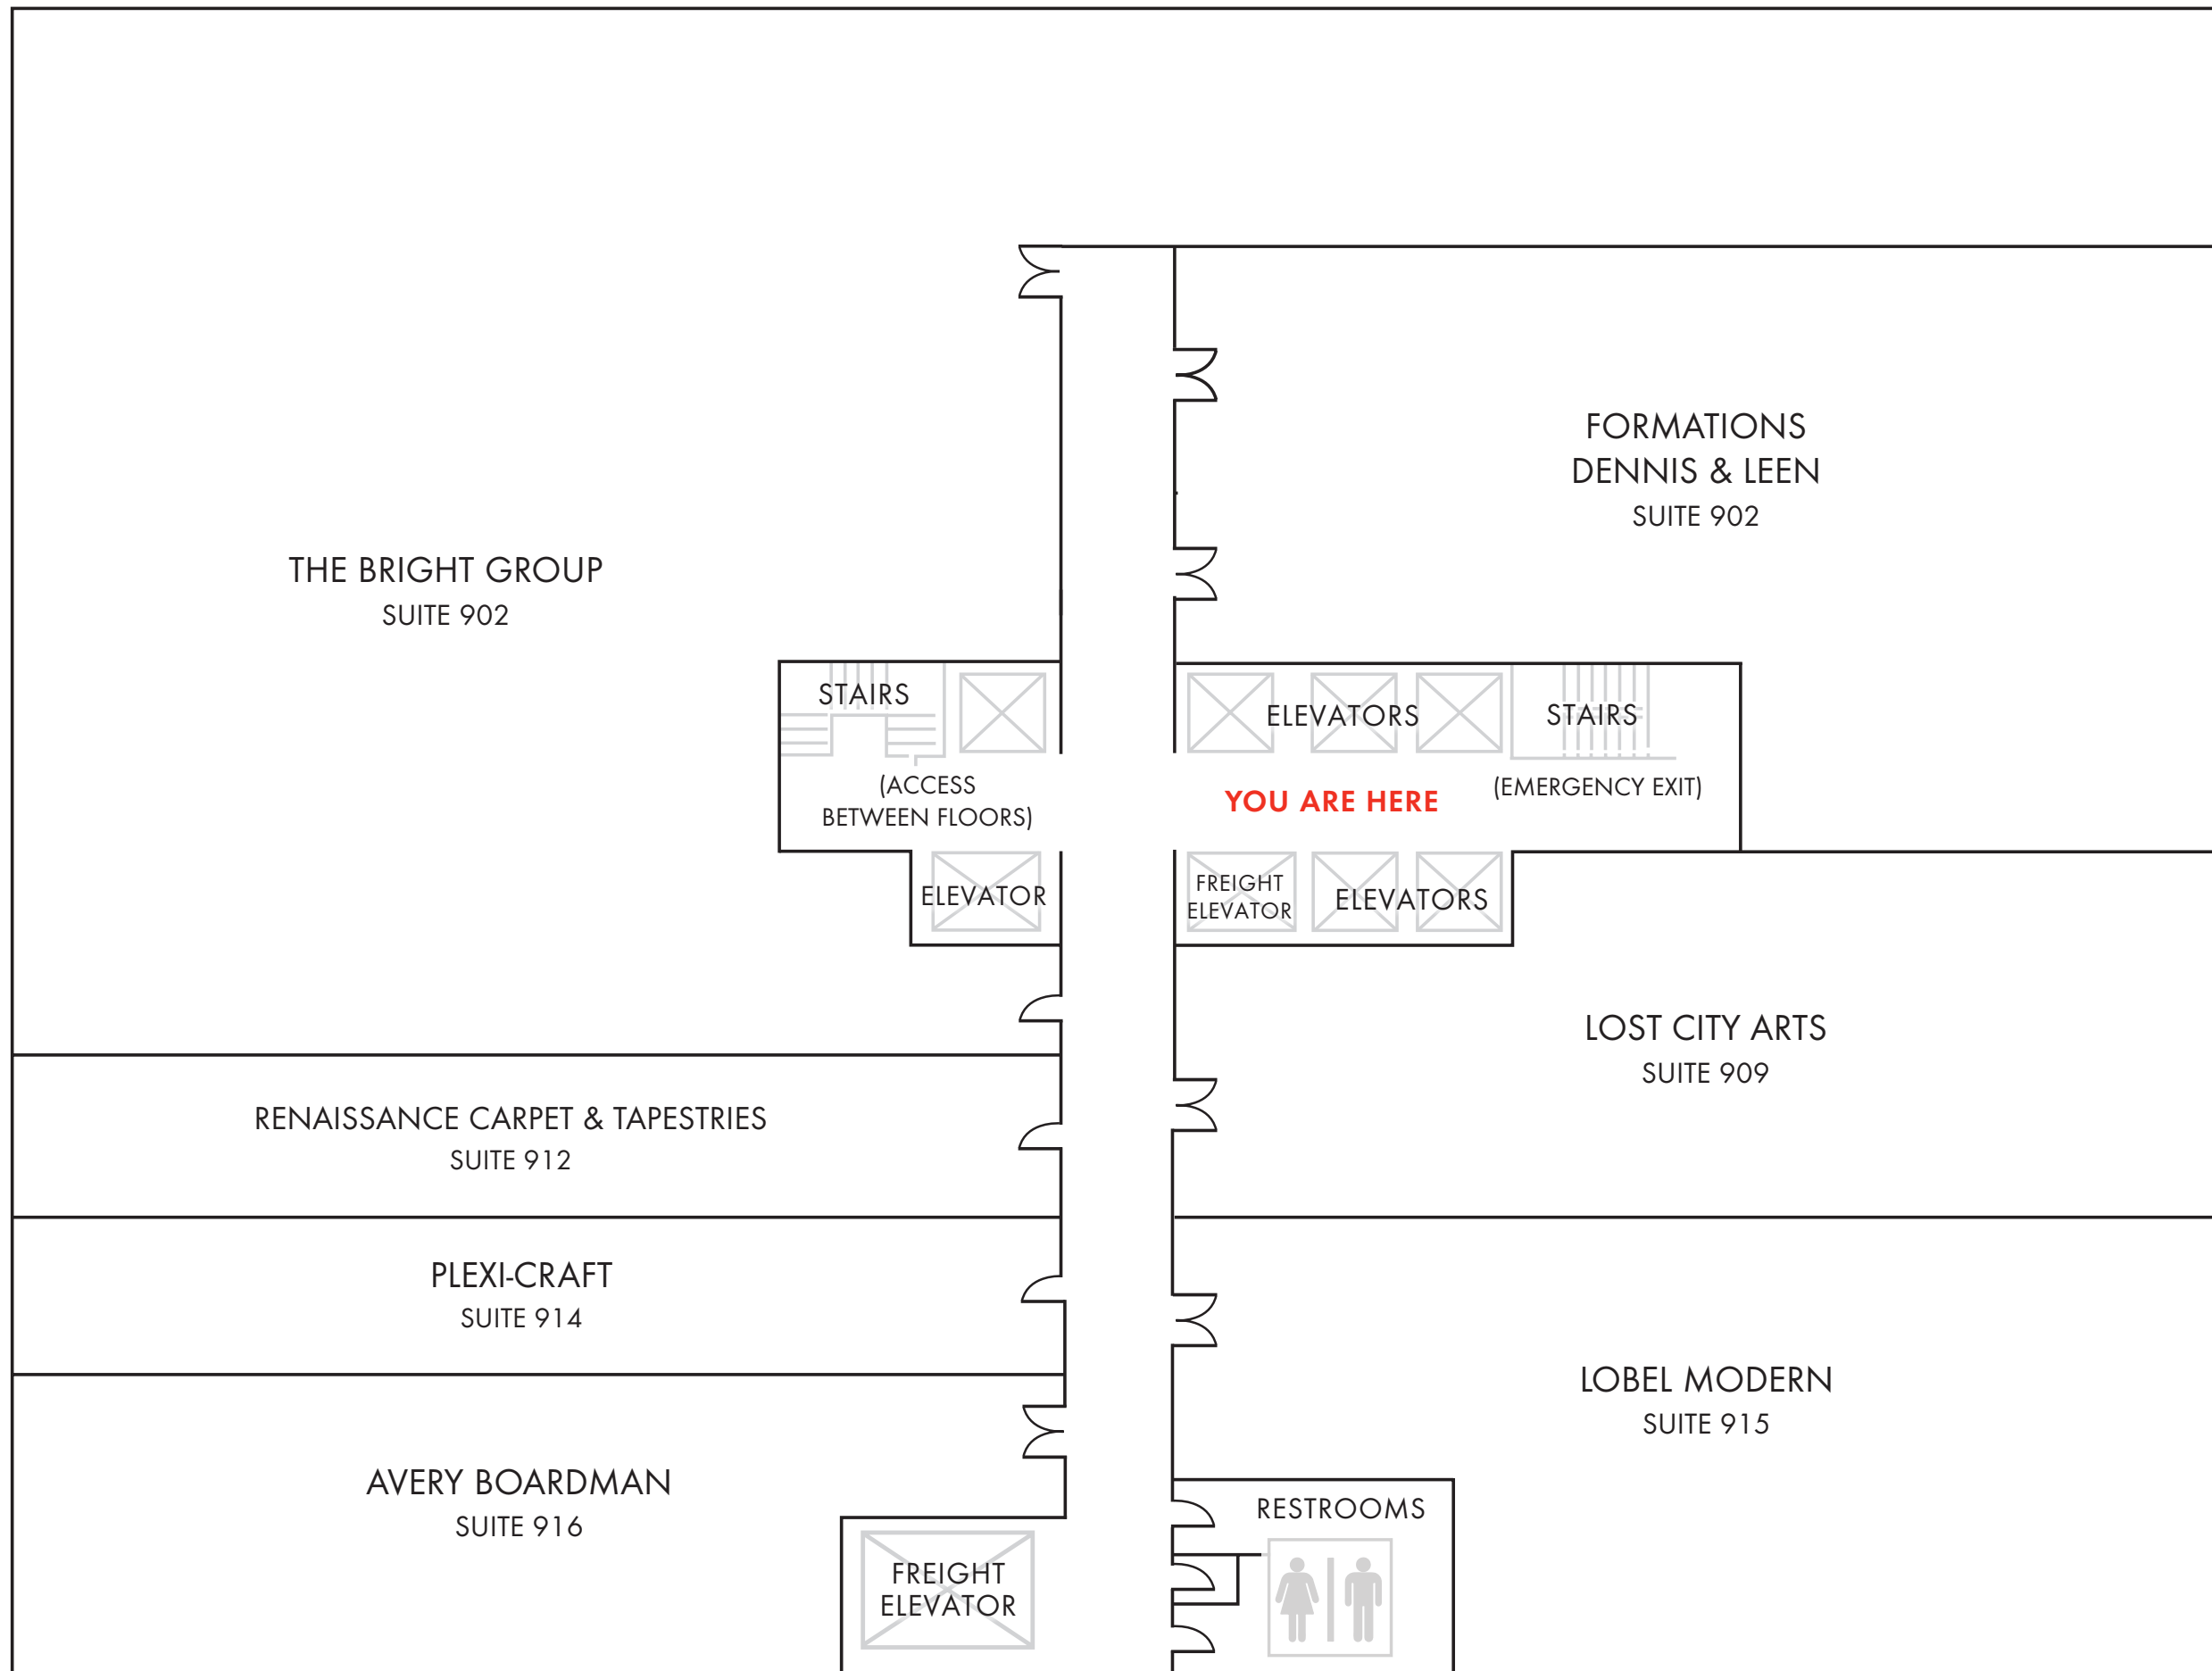 FORMATIONS
DENNIS & LEEN
SUITE 902
THE BRIGHT GROUP
SUITE 902
STAIRS
ELEVATORS
STAIRS
(ACCESS
BETWEEN FLOORS)
YOU ARE HERE
(EMERGENCY EXIT)
ELEVATOR
FREIGHT
ELEVATOR
ELEVATORS
LOST CITY ARTS
SUITE 909
RENAISSANCE CARPET & TAPESTRIES
SUITE 912
PLEXI-CRAFT
SUITE 914
LOBEL MODERN
SUITE 915
AVERY BOARDMAN
SUITE 916
RESTROOMS
FREIGHT
ELEVATOR